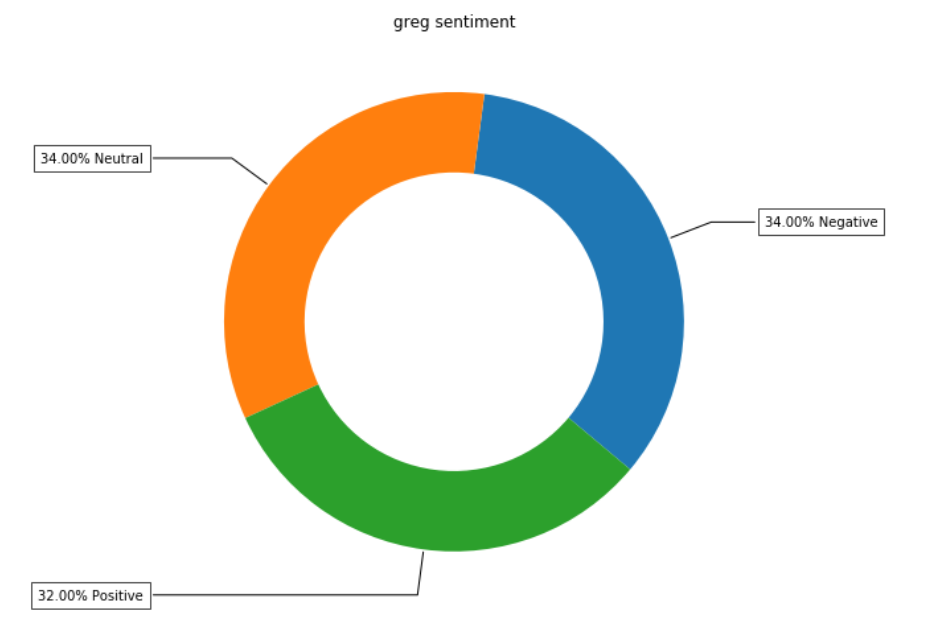 greg sentiment
34.00% Neutral
34.00% Negative
32.00% Positive